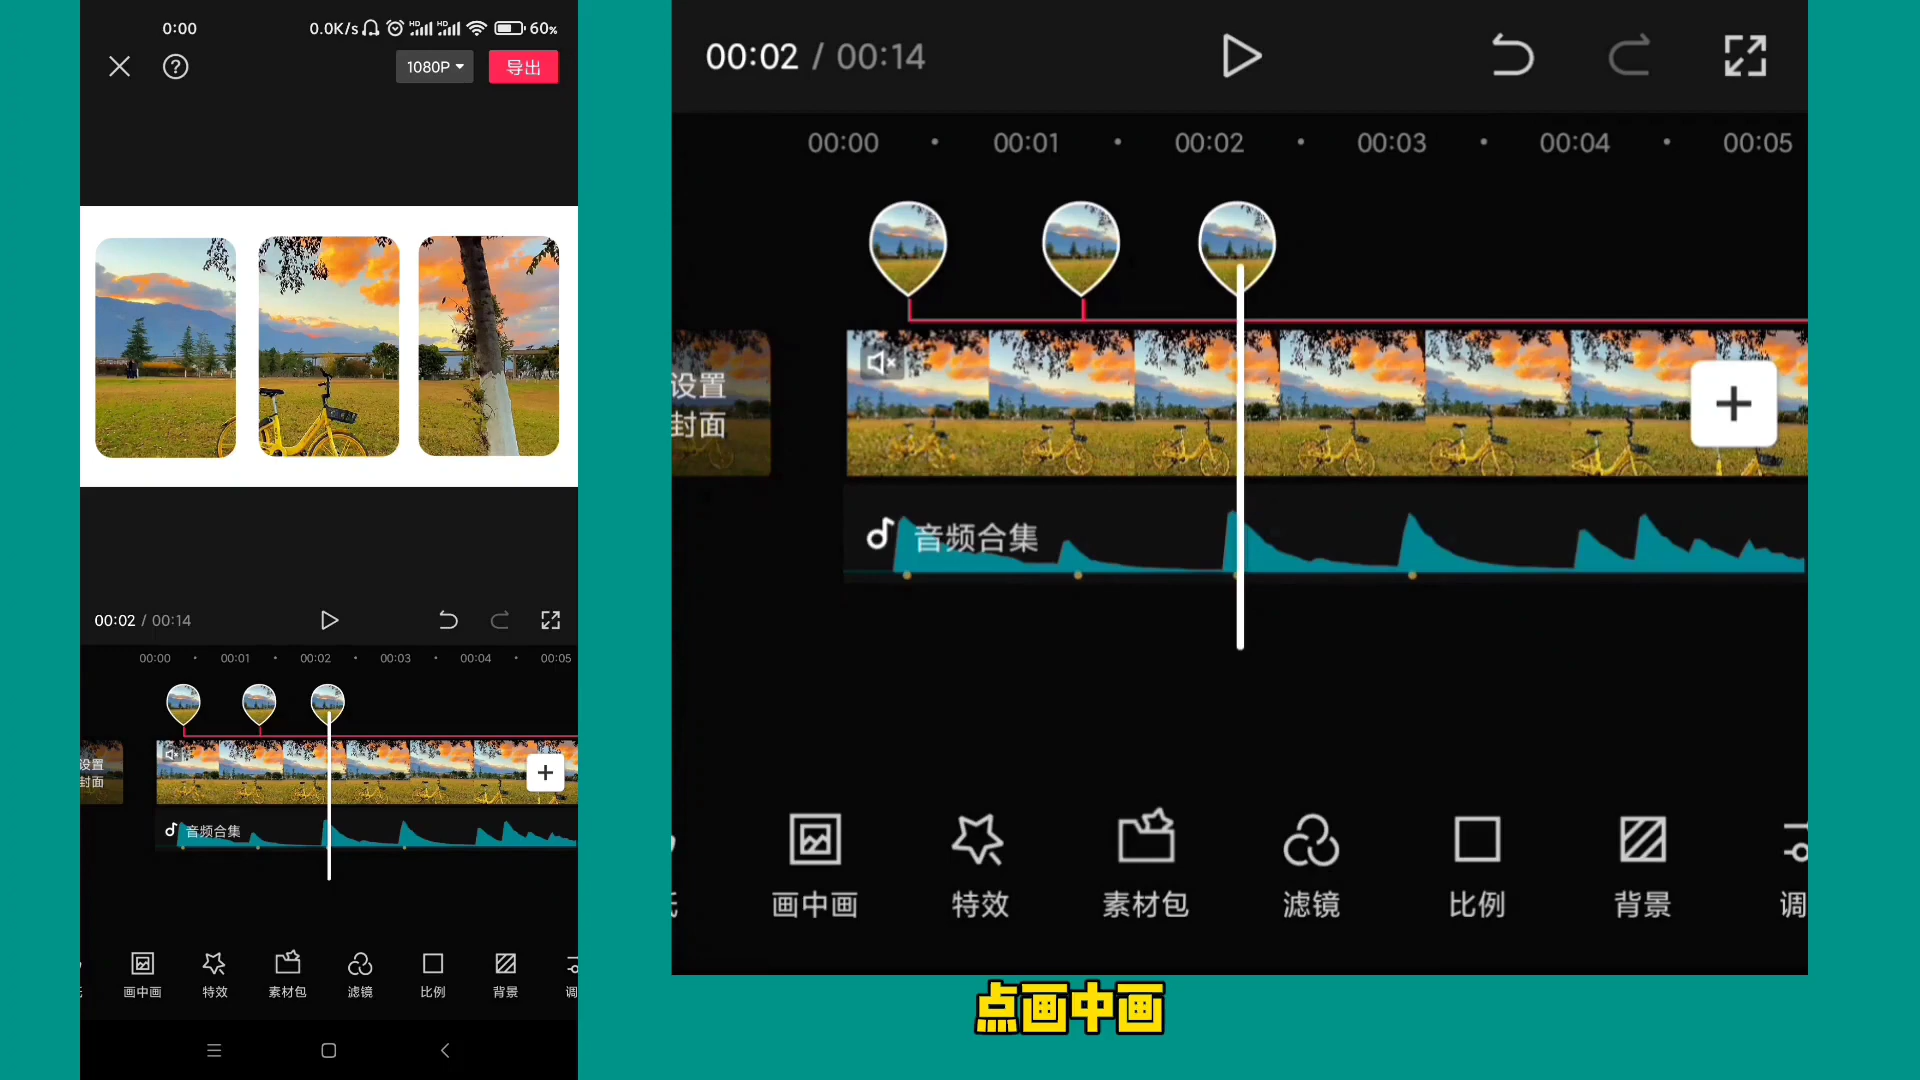 0:00
0.0K/s HD HD 60%
1080P 导出
00:02 / 00:14
00:00 00:01 00:02 00:03 00:04 00:05
设置
封面
音频合集
画中画 特效 素材包 滤镜 比例 背景 调
00:02 / 00:14
00:00 00:01 00:02 00:03 00:04 00:05
设置
封面
音频合集
画中画 特效 素材包 滤镜 比例 背景 调
点画中画